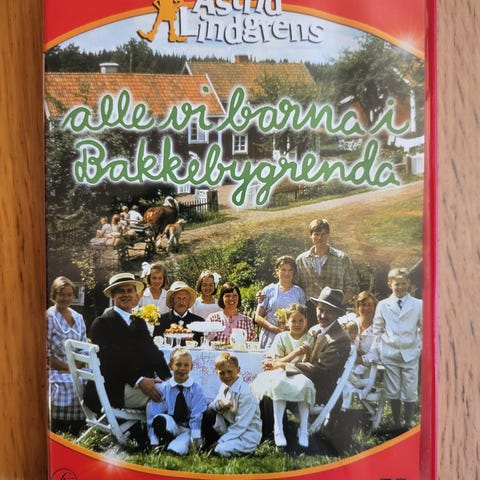 Astrid
Lindgrens
alle vi barna i
Bakkebygrenda